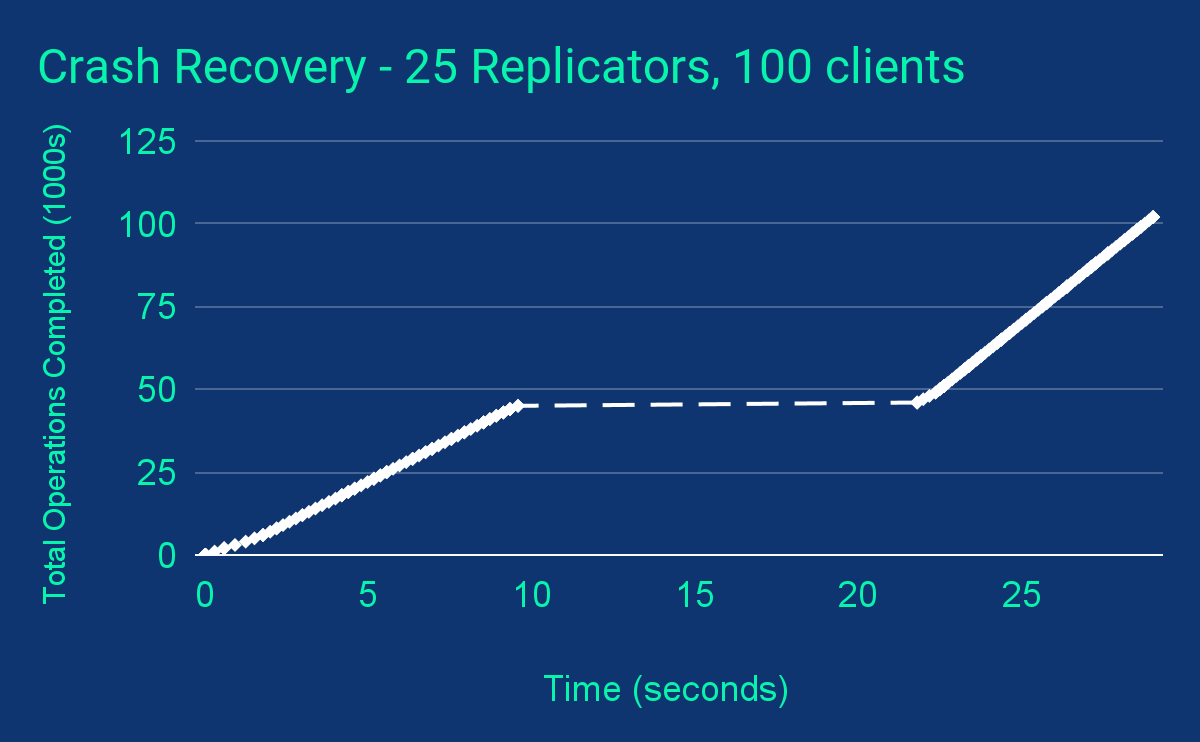 Crash Recovery - 25 Replicators, 100 clients
Total Operations Completed (1000s)
125
100
75
50
25
0
0 5 10 15 20 25
Time (seconds)